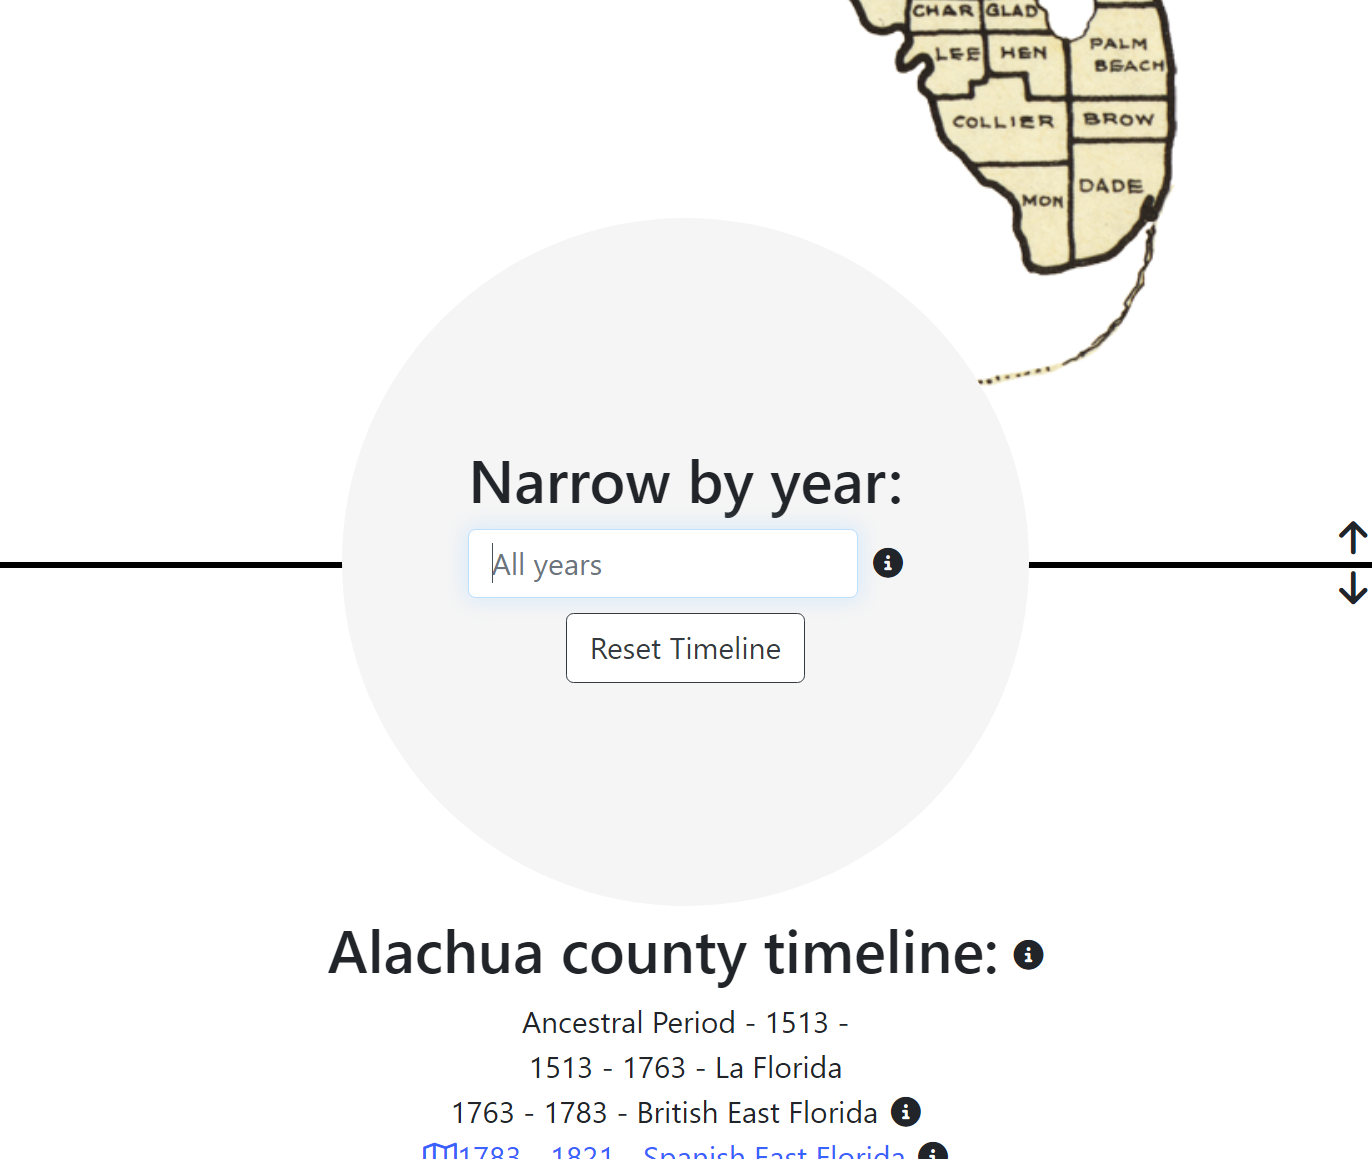 CHAR GLAD
LEE HEN PALM
BEACH
COLLIER BROW
MON DADE
Narrow by year:
All years
Reset Timeline
Alachua county timeline:
Ancestral Period - 1513 -
1513 - 1763 - La Florida
1763 - 1783 - British East Florida
1783 - 1821 - Spanish East Florida